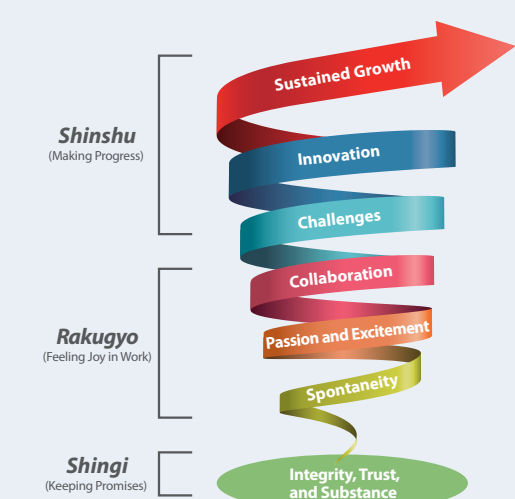 Sustained Growth
Shinshu
(Making Progress)
Innovation
Challenges
Collaboration
Rakugyo
(Feeling Joy in Work)
Passion and Excitement
Spontaneity
Shingi
(Keeping Promises)
Integrity, Trust,
and Substance